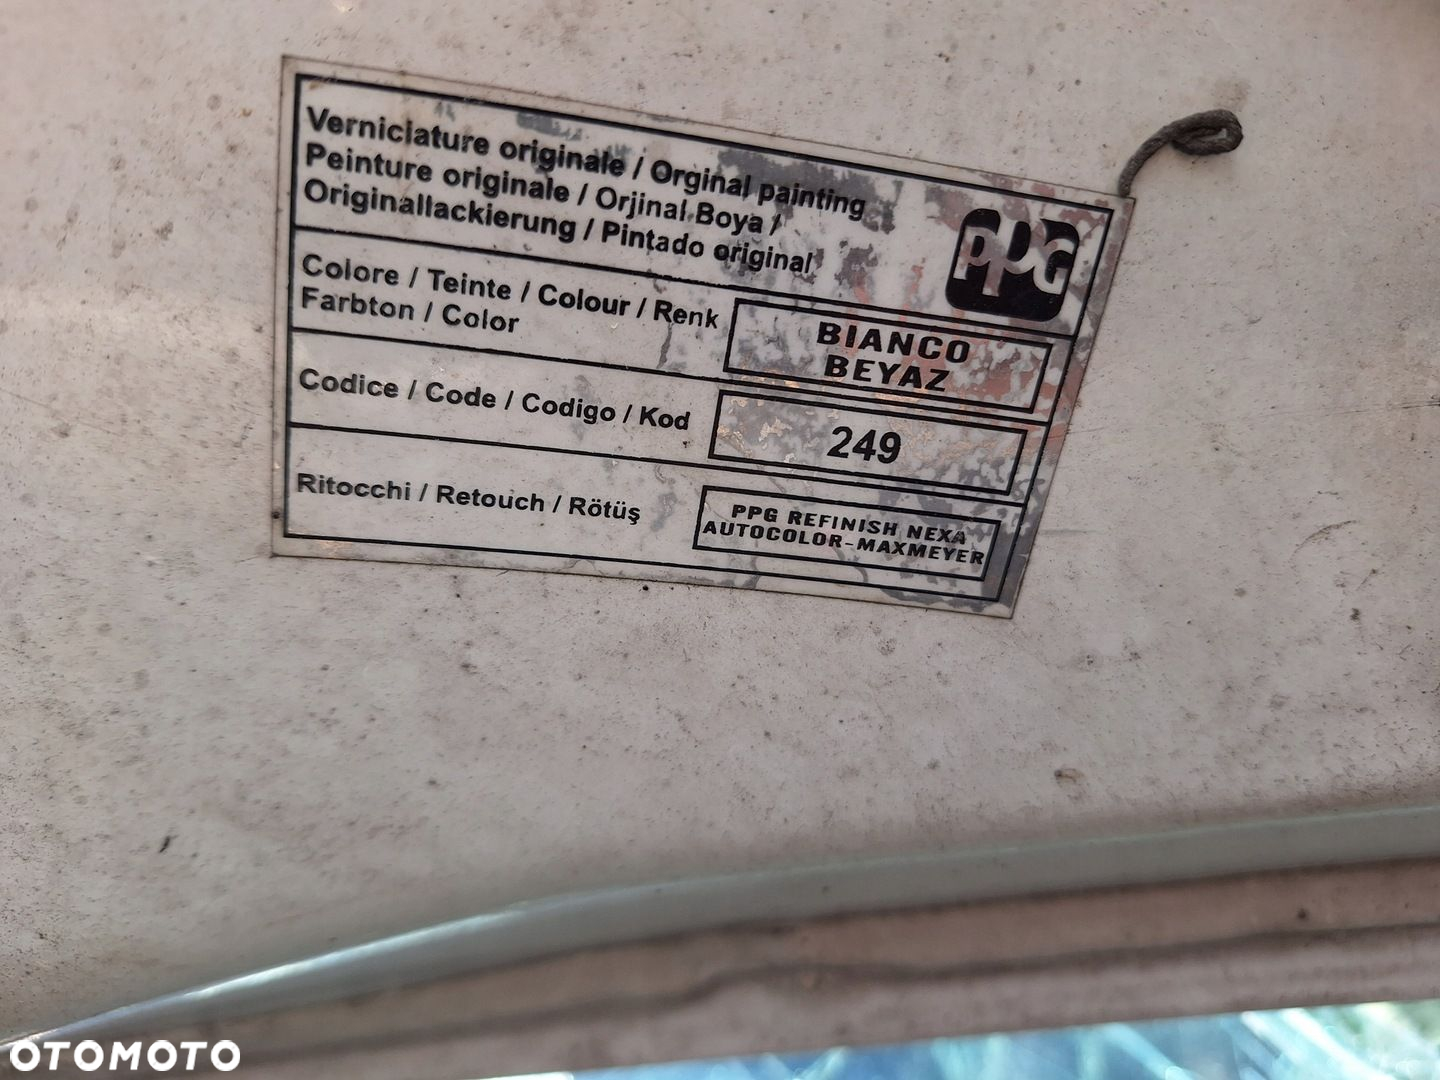 Verniciature originale / Orginal painting
Peinture originale / Orjinal Boya /
Originallackierung / Pintado original
PPG
Colore / Teinte / Colour / Renk
Farbton / Color
BIANCO
BEYAZ
Codice / Code / Codigo / Kod
249
Ritocchi / Retouch / Rötüş
PPG REFINISH NEXA
AUTOCOLOR-MAXMEYER
OTOMOTO